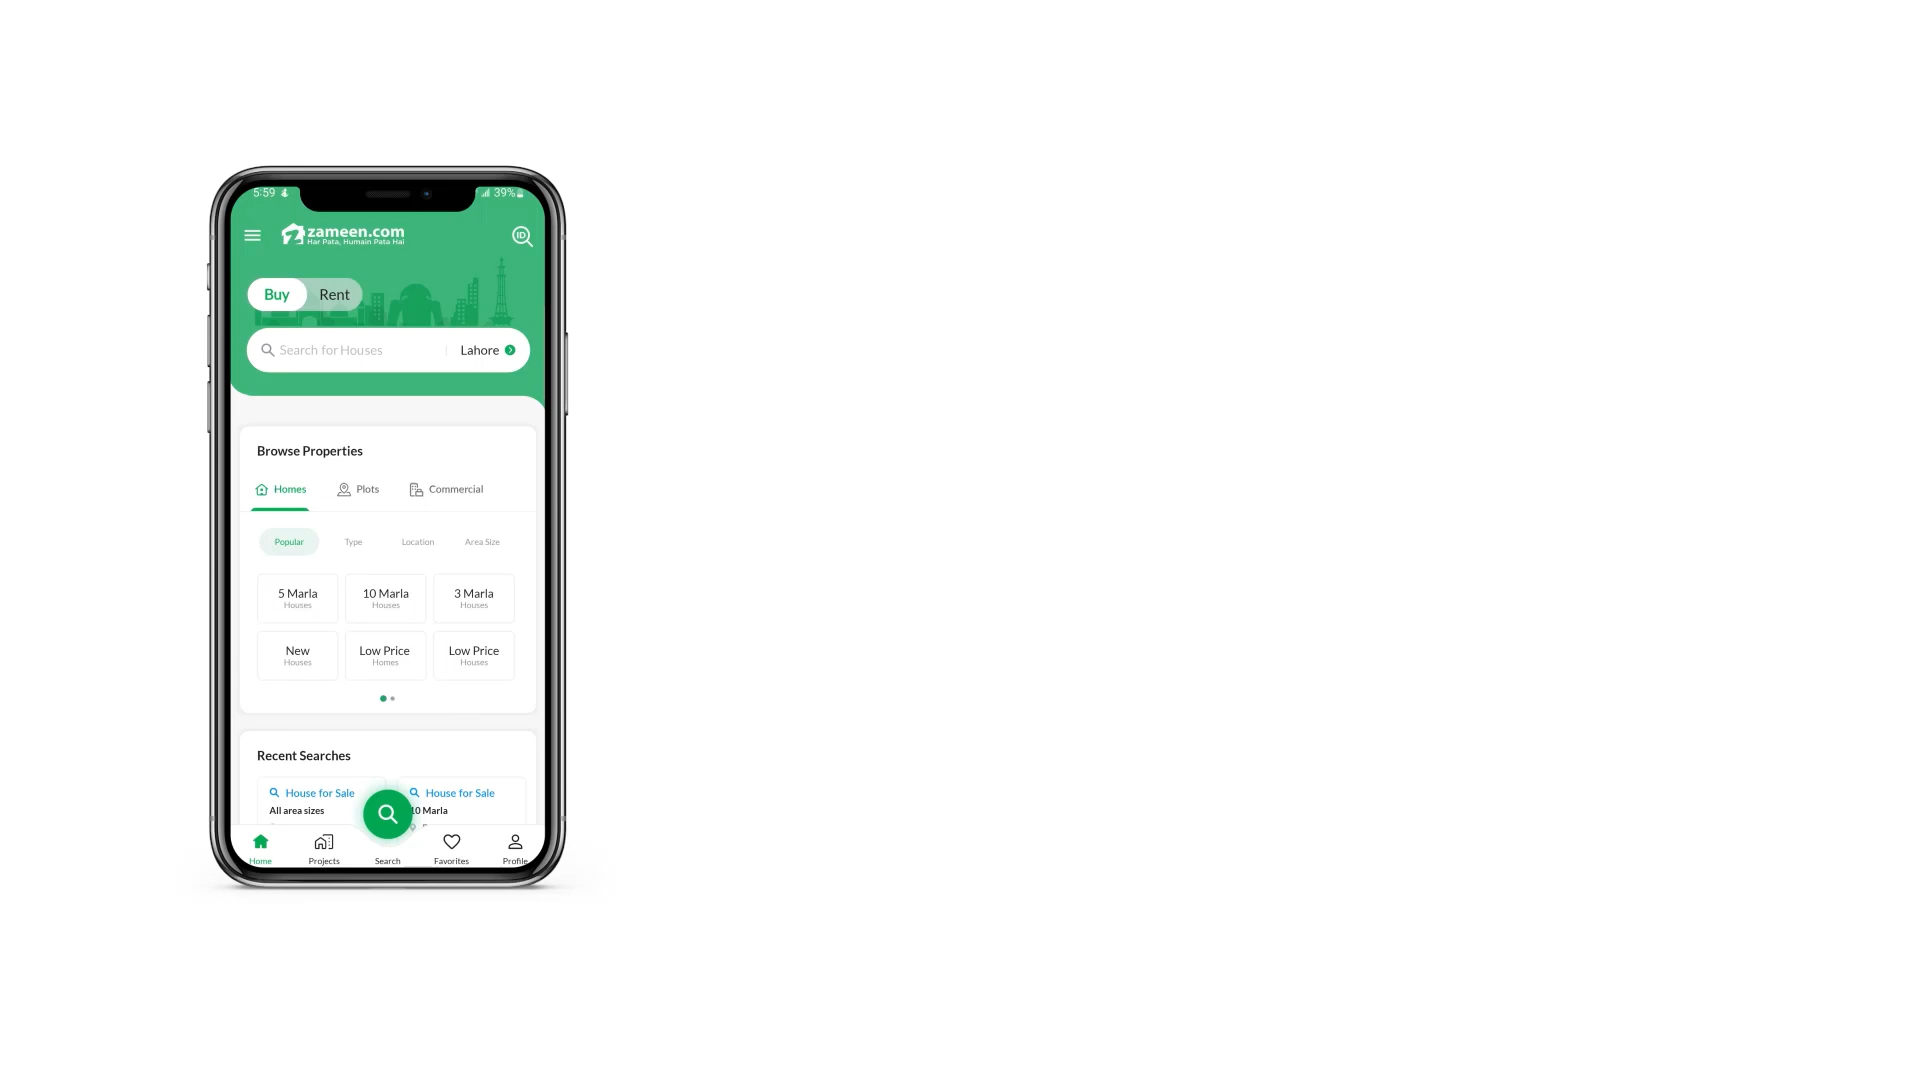 5:59 39%
zameen.com
Har Pata, Humain Pata Hai
ID
Buy Rent
Search for Houses Lahore
Browse Properties
Homes Plots Commercial
Popular Type Location Area Size
5 Marla 10 Marla 3 Marla
Houses Houses Houses
New Low Price Low Price
Houses Homes Houses
Recent Searches
House for Sale House for Sale
All area sizes 10 Marla
Home Projects Search Favorites Profile